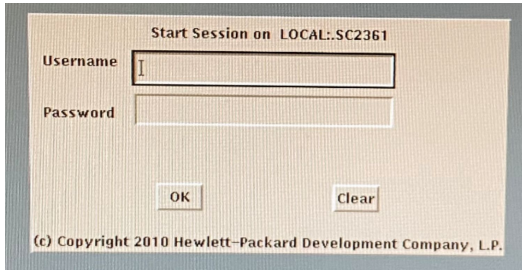 Start Session on LOCAL:.SC2361
Username
Password
OK Clear
(c) Copyright 2010 Hewlett-Packard Development Company, L.P.